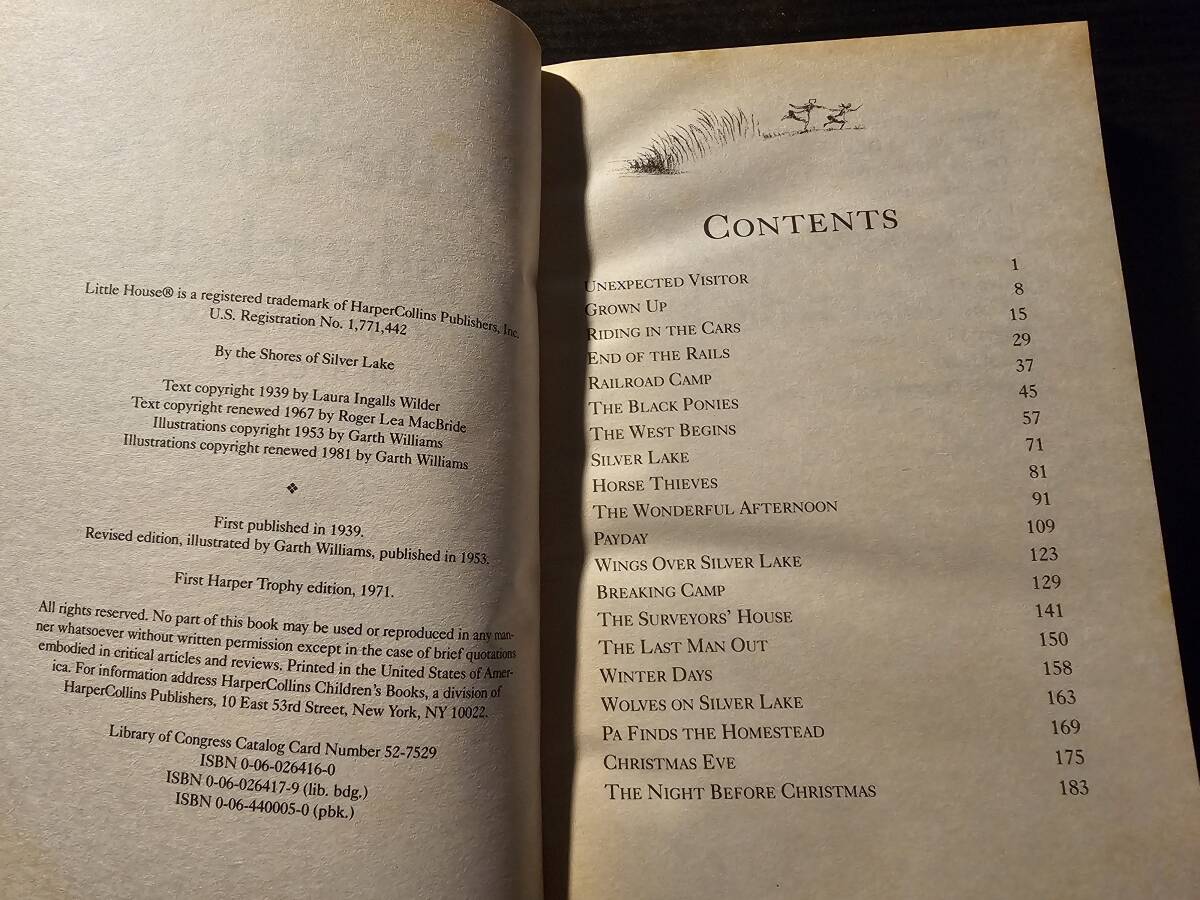 Little House® is a registered trademark of HarperCollins Publishers, Inc.
U.S. Registration No. 1,771,442
By the Shores of Silver Lake
Text copyright 1939 by Laura Ingalls Wilder
Text copyright renewed 1967 by Roger Lea MacBride
Illustrations copyright 1953 by Garth Williams
Illustrations copyright renewed 1981 by Garth Williams
❖
First published in 1939.
Revised edition, illustrated by Garth Williams, published in 1953.
First Harper Trophy edition, 1971.
All rights reserved. No part of this book may be used or reproduced in any man-
ner whatsoever without written permission except in the case of brief quotations
embodied in critical articles and reviews. Printed in the United States of Amer-
ica. For information address HarperCollins Children's Books, a division of
HarperCollins Publishers, 10 East 53rd Street, New York, NY 10022.
Library of Congress Catalog Card Number 52-7529
ISBN 0-06-026416-0
ISBN 0-06-026417-9 (lib. bdg.)
ISBN 0-06-440005-0 (pbk.)
CONTENTS
UNEXPECTED VISITOR 1
GROWN UP 8
RIDING IN THE CARS 15
END OF THE RAILS 29
RAILROAD CAMP 37
THE BLACK PONIES 45
THE WEST BEGINS 57
SILVER LAKE 71
HORSE THIEVES 81
THE WONDERFUL AFTERNOON 91
PAYDAY 109
WINGS OVER SILVER LAKE 123
BREAKING CAMP 129
THE SURVEYORS' HOUSE 141
THE LAST MAN OUT 150
WINTER DAYS 158
WOLVES ON SILVER LAKE 163
PA FINDS THE HOMESTEAD 169
CHRISTMAS EVE 175
THE NIGHT BEFORE CHRISTMAS 183